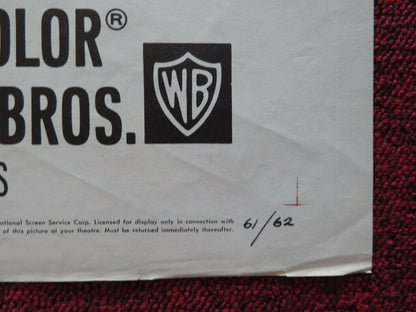 OLOR®
BROS.
WB
S
ational Screen Service Corp. Licensed for display only in connection with
of this picture at your theatre. Must be returned immediately thereafter.
61/62